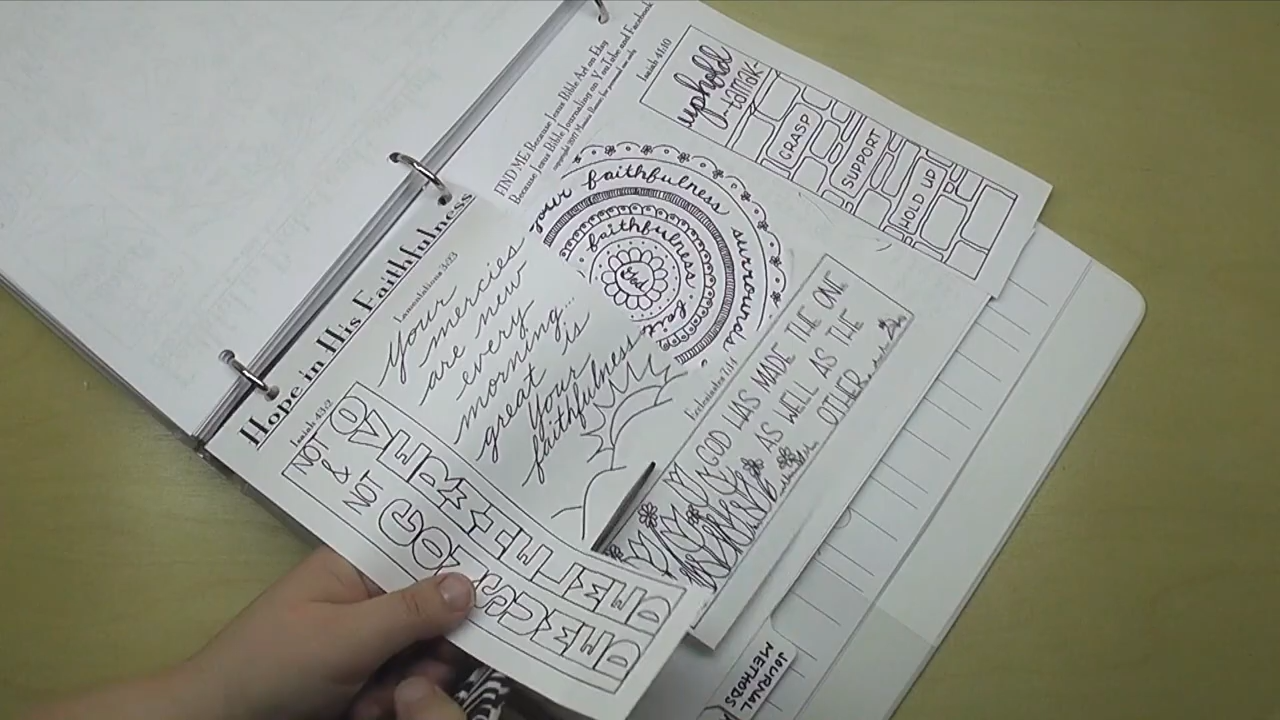 Hope in His Faithfulness
FIND ME Because Jesus Bible Art on Etsy
Because Jesus Bible Journaling on YouTube and Facebook
Isaiah 41:10
uphold
-tamak-
GRASP
SUPPORT
HOLD UP
your faithfulness surrounds
faithfulness
God
Lamentations 3:23
Your
mercies
are new
every
morning...
great is
Your
faithfulness
Ecclesiastes 7:14
GOD HAS MADE THE ONE
AS WELL AS THE
OTHER...
Isaiah 43:2
NOT
&
NOT
JOURNAL
METHODS